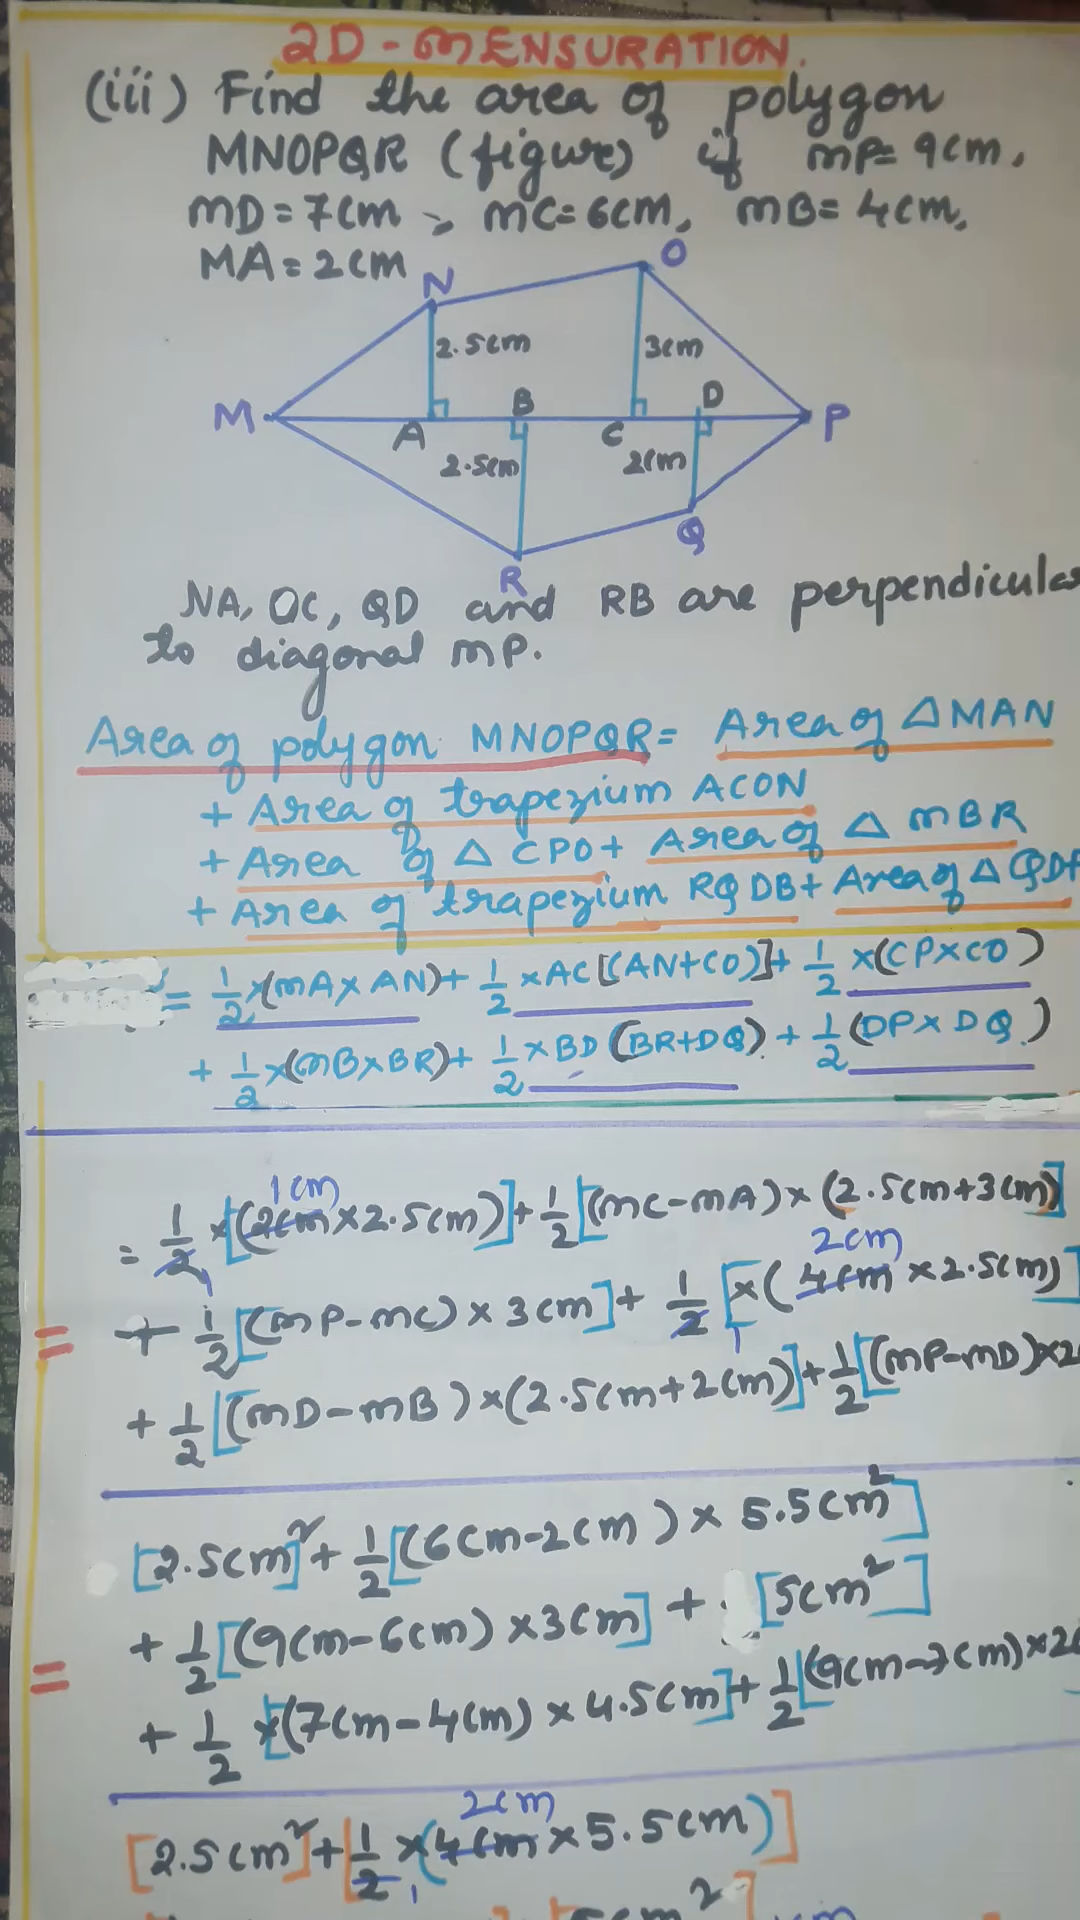 2D-MENSURATION.
(iii) Find the area of polygon
MNOPQR (figure) if MP= 9cm,
MD=7cm, MC=6cm, MB= 4cm,
MA=2cm
N O
2.5cm 3cm
M A B C D P
2.5cm 2cm
R Q
NA, OC, QD and RB are perpendicular
to diagonal MP.
Area of polygon MNOPQR= Area of △MAN
+ Area of trapezium ACON
+ Area of △ CPO+ Area of △ MBR
+ Area of trapezium RQDB+ Area of △ QDP
= 1/2 ×(MA×AN)+ 1/2 ×AC[(AN+CO)]+ 1/2 ×(CP×CO)
+ 1/2 ×(MB×BR)+ 1/2 ×BD(BR+DQ)+ 1/2 (DP×DQ)
1cm
= 1/2 ×[(2cm×2.5cm)]+ 1/2 [(MC-MA)×(2.5cm+3cm)]
1 2cm
= + 1/2 [(MP-MC)×3cm]+ 1/2 [×(4cm×2.5cm)]
1
+ 1/2 [(MD-MB)×(2.5cm+2cm)]+ 1/2 [(MP-MD)×2
[2.5cm]²+ 1/2 [(6cm-2cm)× 5.5cm²]
+ 1/2 [(9cm-6cm)×3cm]+ [5cm²]
=
+ 1/2 ×[(7cm-4cm)×4.5cm]+ 1/2 [(9cm-7cm)×2
2cm
[2.5cm²]+[1/2 ×(4cm×5.5cm)]
1